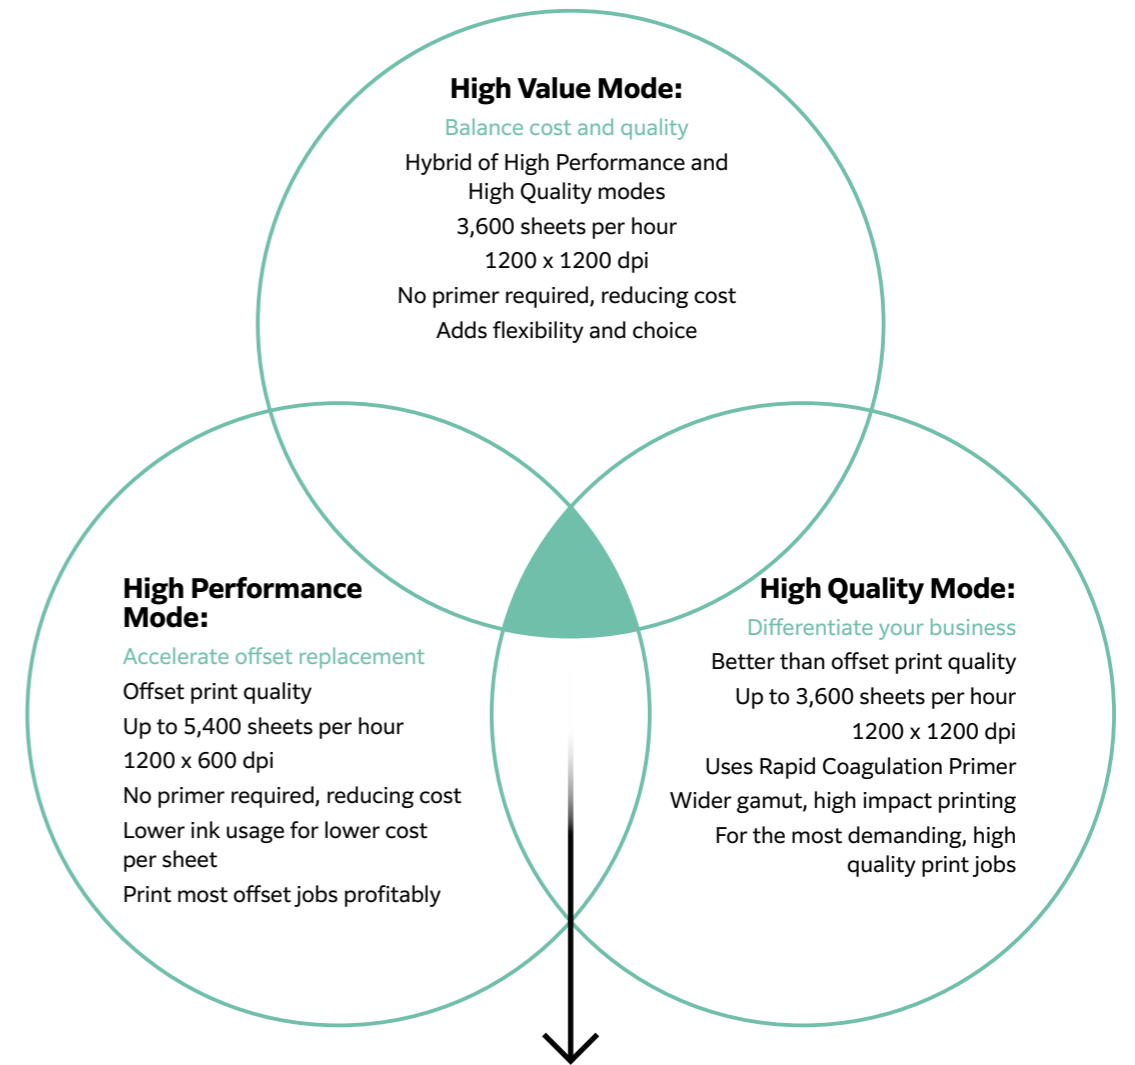 High Value Mode:
Balance cost and quality
Hybrid of High Performance and
High Quality modes
3,600 sheets per hour
1200 x 1200 dpi
No primer required, reducing cost
Adds flexibility and choice
High Performance
Mode:
Accelerate offset replacement
Offset print quality
Up to 5,400 sheets per hour
1200 x 600 dpi
No primer required, reducing cost
Lower ink usage for lower cost
per sheet
Print most offset jobs profitably
High Quality Mode:
Differentiate your business
Better than offset print quality
Up to 3,600 sheets per hour
1200 x 1200 dpi
Uses Rapid Coagulation Primer
Wider gamut, high impact printing
For the most demanding, high
quality print jobs